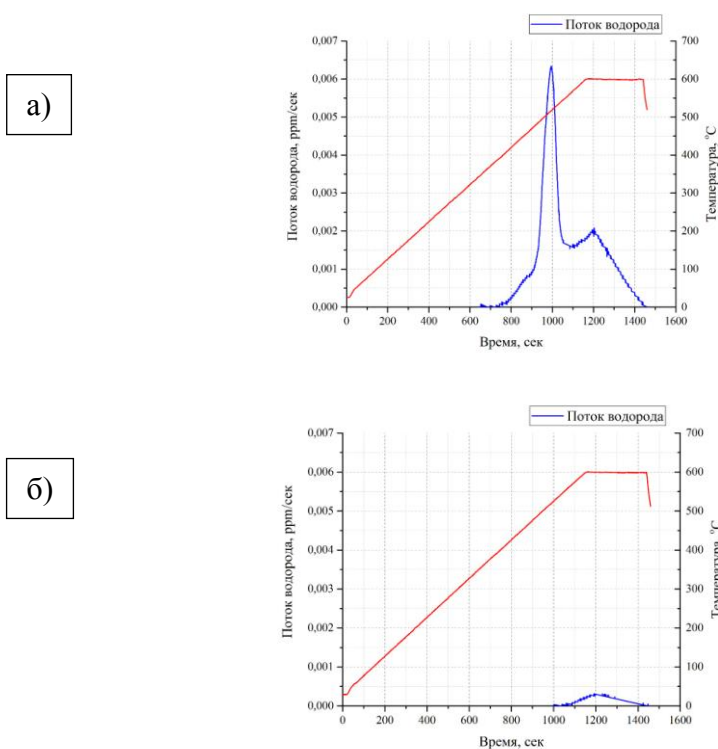 а)
Поток водорода
Поток водорода, ppm/сек
0,007
0,006
0,005
0,004
0,003
0,002
0,001
0,000
700
600
500
400
300
200
100
0
Температура, °C
0 200 400 600 800 1000 1200 1400 1600
Время, сек
б)
Поток водорода
Поток водорода, ppm/сек
0,007
0,006
0,005
0,004
0,003
0,002
0,001
0,000
700
600
500
400
300
200
100
0
Температура, °C
0 200 400 600 800 1000 1200 1400 1600
Время, сек